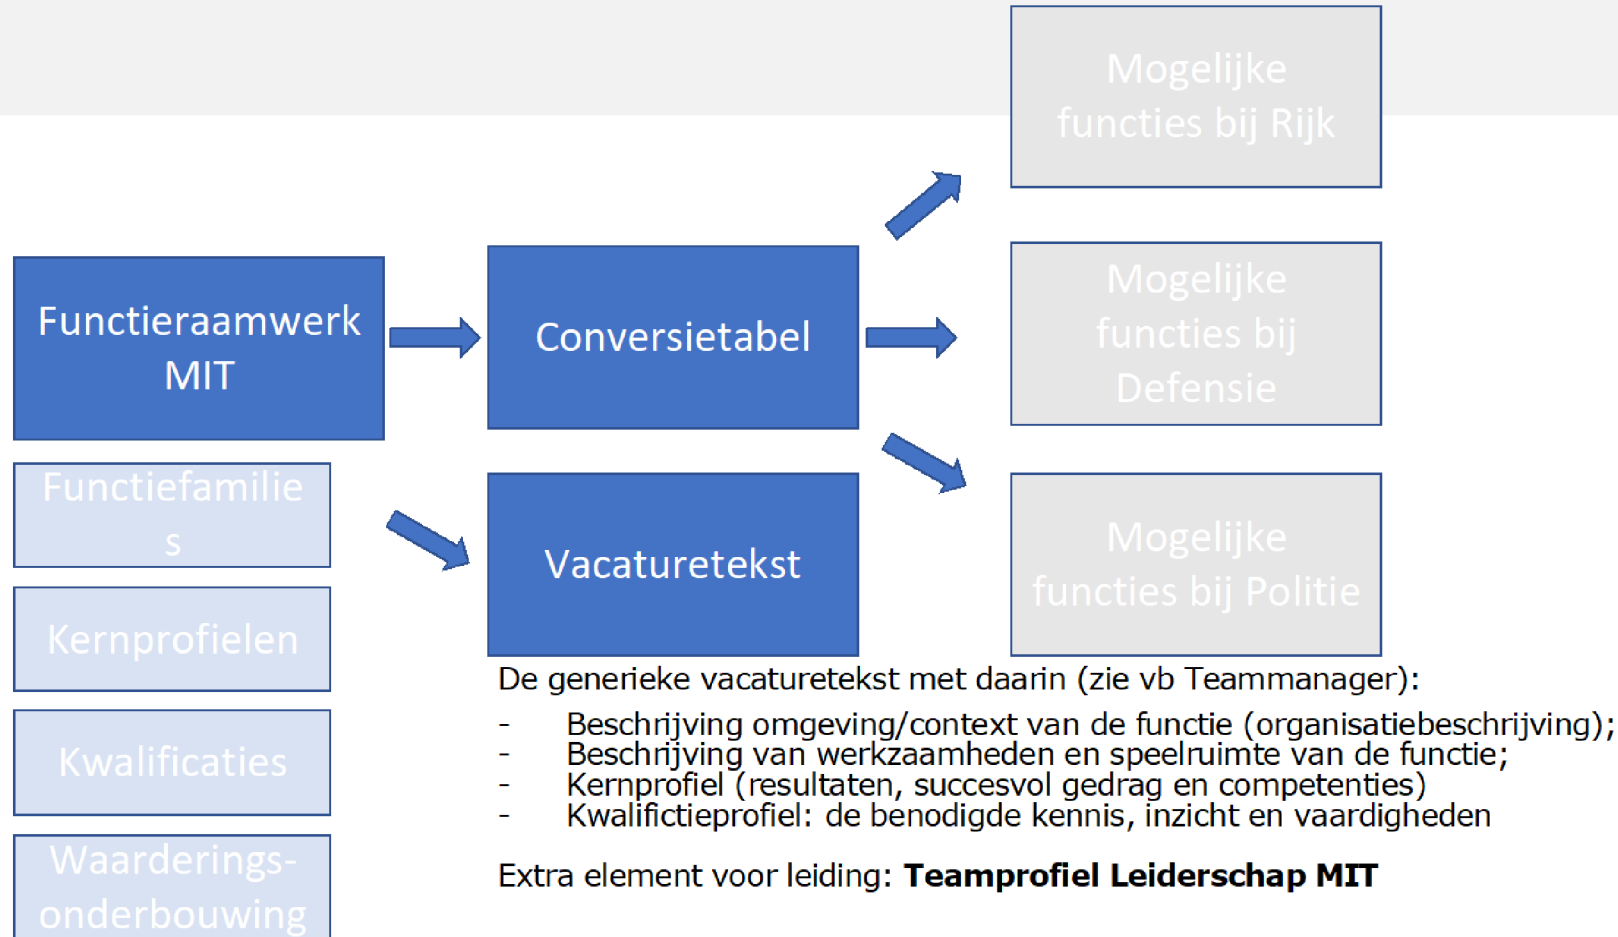 Mogelijke
functies bij Rijk
Functieraamwerk
MIT
Conversietabel
Mogelijke
functies bij
Defensie
Functiefamilie
s
Kernprofielen
Kwalificaties
Waarderings-
onderbouwing
Vacaturetekst
Mogelijke
functies bij Politie
De generieke vacaturetekst met daarin (zie vb Teammanager):
- Beschrijving omgeving/context van de functie (organisatiebeschrijving);
- Beschrijving van werkzaamheden en speelruimte van de functie;
- Kernprofiel (resultaten, succesvol gedrag en competenties)
- Kwalifictieprofiel: de benodigde kennis, inzicht en vaardigheden
Extra element voor leiding: Teamprofiel Leiderschap MIT